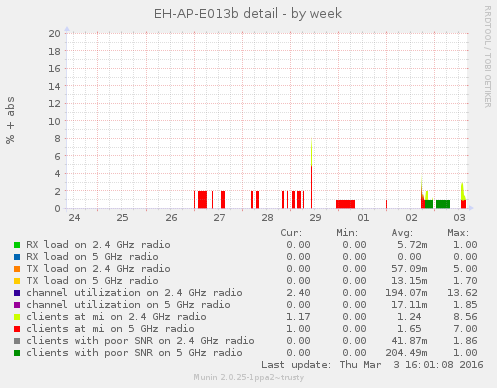 EH-AP-E013b detail - by week
RRDTOOL / TOBI OETIKER
% + abs
20
18
16
14
12
10
8
6
4
2
0
24 25 26 27 28 29 01 02 03
Cur: Min: Avg: Max:
RX load on 2.4 GHz radio 0.00 0.00 5.72m 1.00
RX load on 5 GHz radio 0.00 0.00 0.00 0.00
TX load on 2.4 GHz radio 0.00 0.00 57.09m 5.00
TX load on 5 GHz radio 0.00 0.00 13.15m 1.70
channel utilization on 2.4 GHz radio 2.40 0.00 194.07m 13.62
channel utilization on 5 GHz radio 0.00 0.00 17.11m 1.85
clients at mi on 2.4 GHz radio 1.17 0.00 1.24 8.56
clients at mi on 5 GHz radio 1.00 0.00 1.65 7.00
clients with poor SNR on 2.4 GHz radio 0.00 0.00 41.87m 1.86
clients with poor SNR on 5 GHz radio 0.00 0.00 204.49m 1.00
Last update: Thu Mar 3 16:01:08 2016
Munin 2.0.25-1ppa2~trusty